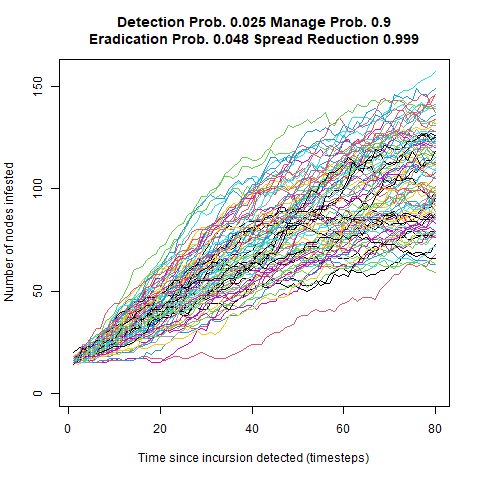 Detection Prob. 0.025 Manage Prob. 0.9
Eradication Prob. 0.048 Spread Reduction 0.999
Number of nodes infested
150
100
50
0
0 20 40 60 80
Time since incursion detected (timesteps)